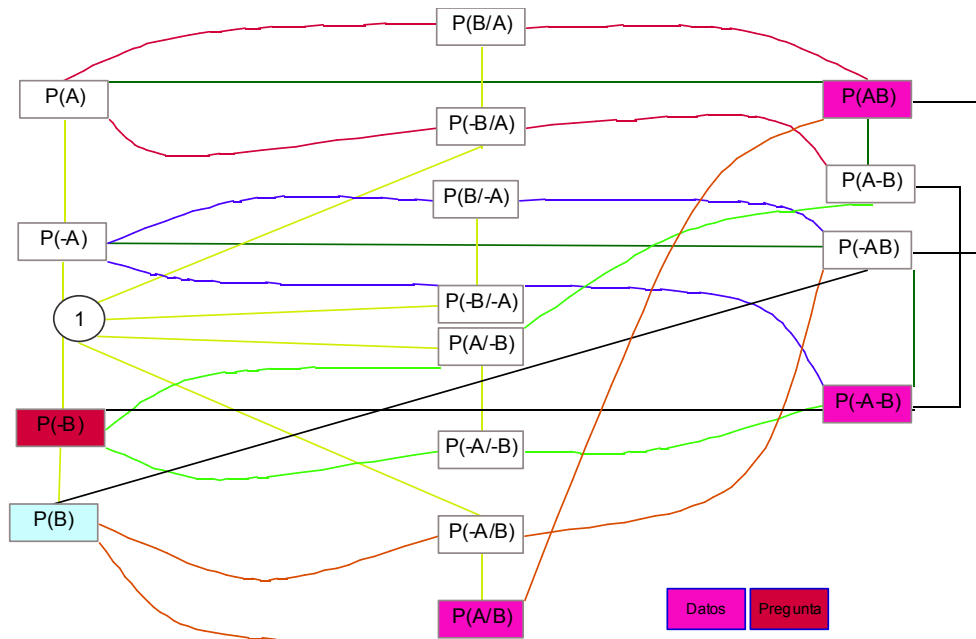 P(B/A)
P(A)
P(AB)
P(-B/A)
P(A-B)
P(B/-A)
P(-A)
P(-AB)
P(-B/-A)
1
P(A/-B)
P(-A-B)
P(-B)
P(-A/-B)
P(B)
P(-A/B)
P(A/B)
Datos
Pregunta